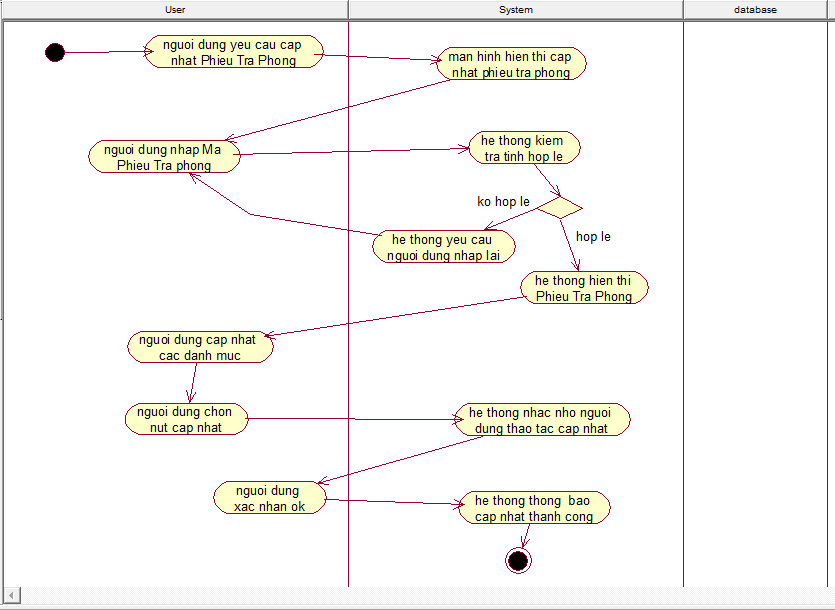 User
System
database
nguoi dung yeu cau cap
nhat Phieu Tra Phong
man hinh hien thi cap
nhat phieu tra phong
nguoi dung nhap Ma
Phieu Tra phong
he thong kiem
tra tinh hop le
ko hop le
hop le
he thong yeu cau
nguoi dung nhap lai
he thong hien thi
Phieu Tra Phong
nguoi dung cap nhat
cac danh muc
nguoi dung chon
nut cap nhat
he thong nhac nho nguoi
dung thao tac cap nhat
nguoi dung
xac nhan ok
he thong thong bao
cap nhat thanh cong